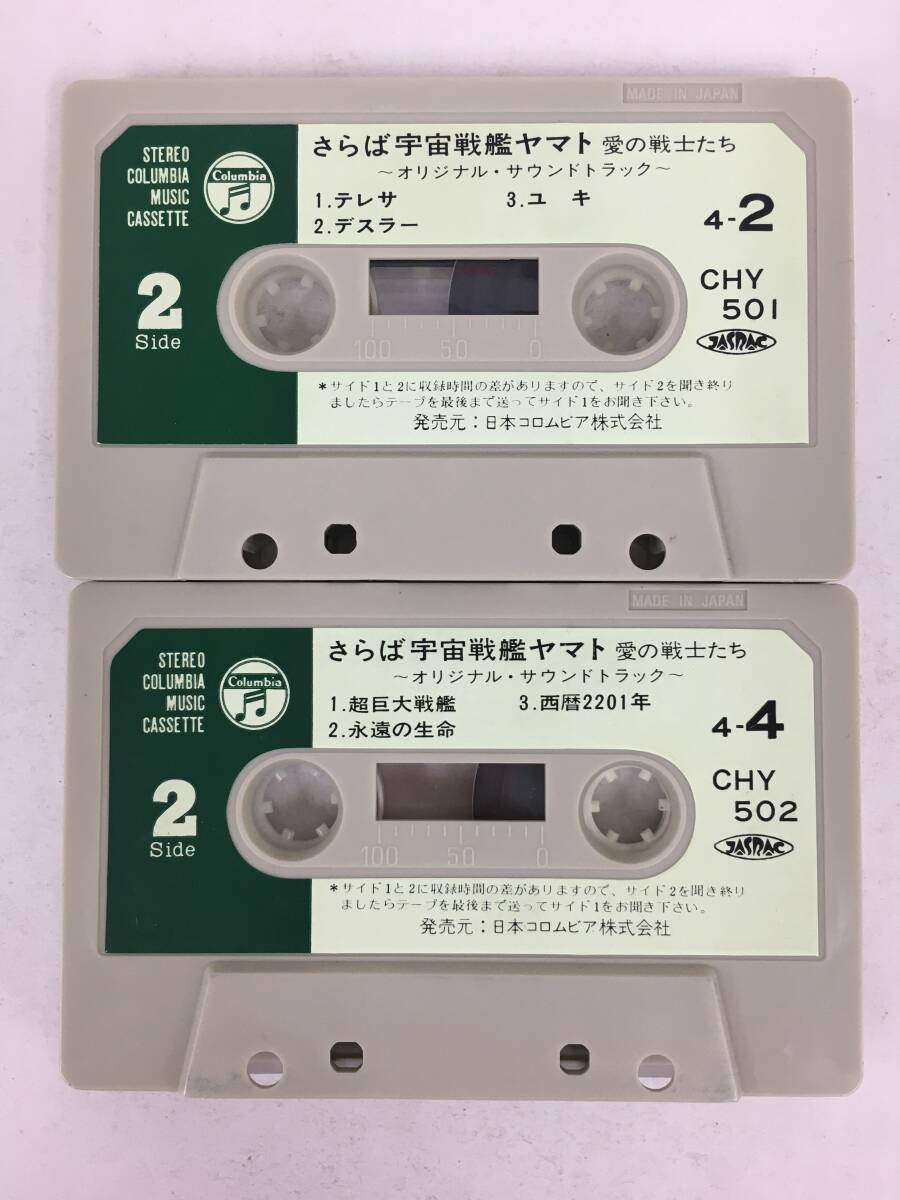 MADE IN JAPAN
STEREO
COLUMBIA
MUSIC
CASSETTE
Columbia
さらば宇宙戦艦ヤマト 愛の戦士たち
～オリジナル・サウンドトラック～
1.テレサ 3.ユ キ
2.デスラー
4-2
2
Side
CHY
501
JASRAC
100 50 0
*サイド1と2に収録時間の差がありますので、サイド2を聞き終り
ましたらテープを最後まで送ってサイド1をお聞き下さい。
発売元：日本コロムビア株式会社
MADE IN JAPAN
STEREO
COLUMBIA
MUSIC
CASSETTE
Columbia
さらば宇宙戦艦ヤマト 愛の戦士たち
～オリジナル・サウンドトラック～
1.超巨大戦艦 3.西暦2201年
2.永遠の生命
4-4
2
Side
CHY
502
JASRAC
100 50 0
*サイド1と2に収録時間の差がありますので、サイド2を聞き終り
ましたらテープを最後まで送ってサイド1をお聞き下さい。
発売元：日本コロムビア株式会社